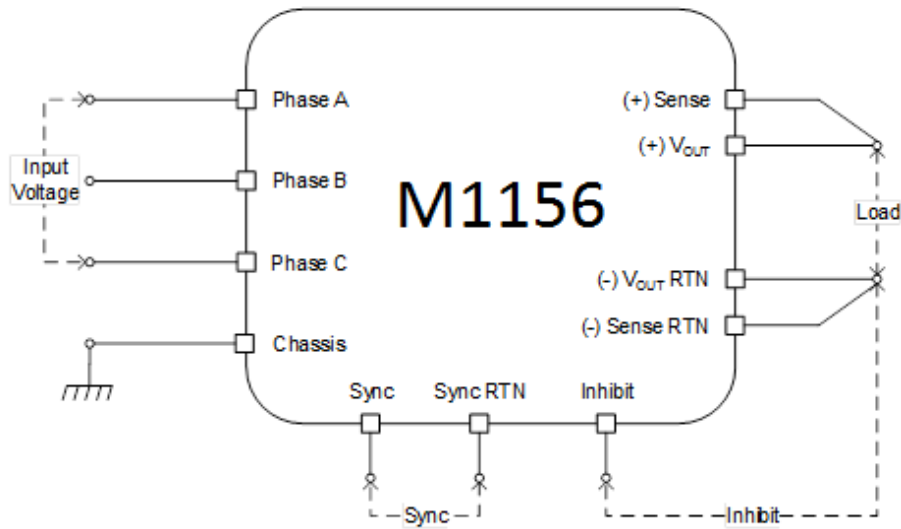 Phase A
(+) Sense
(+) VOUT
Input
Voltage
Phase B
M1156
Load
Phase C
(-) VOUT RTN
(-) Sense RTN
Chassis
Sync
Sync RTN
Inhibit
Sync
Inhibit